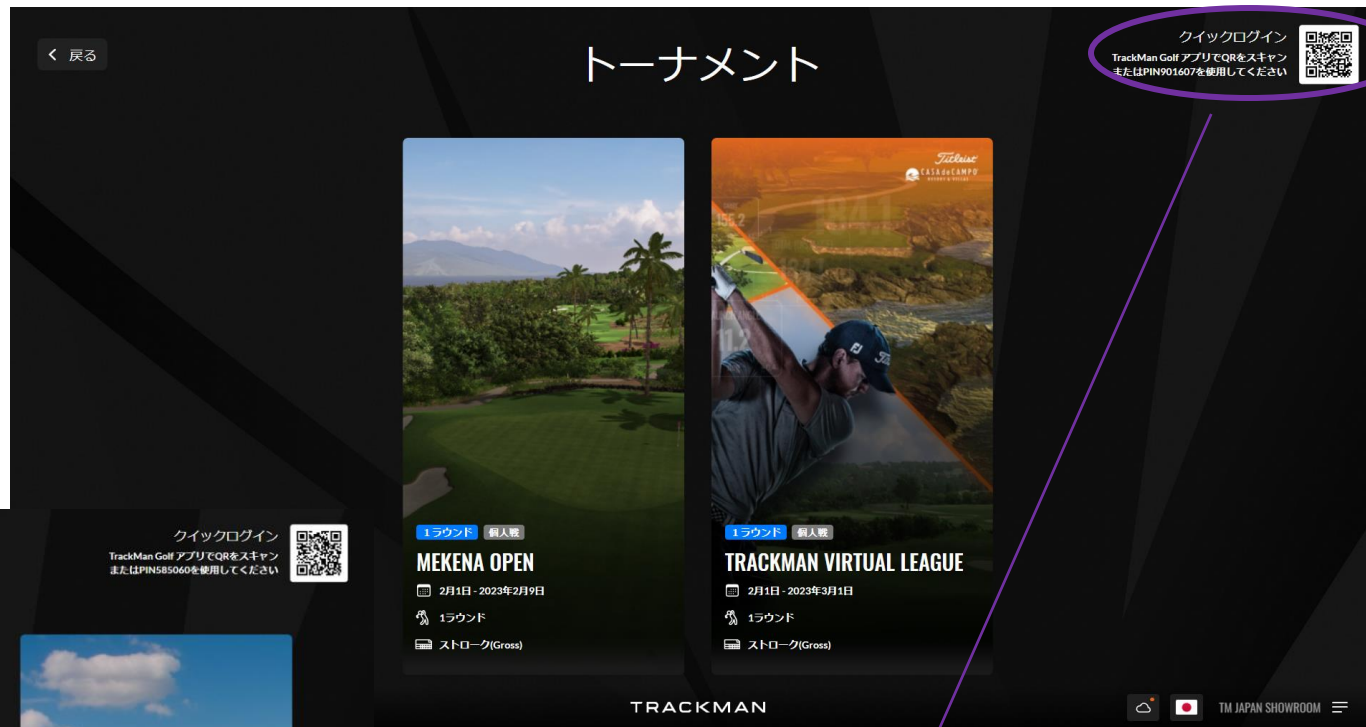 戻る
トーナメント
クイックログイン
TrackMan Golf アプリでQRをスキャン
またはPIN901607を使用してください
Titleist
CASA de CAMPO
155.2
11.2
1ラウンド 個人戦
MEKENA OPEN
2月1日 - 2023年2月9日
1ラウンド
ストローク(Gross)
1ラウンド 個人戦
TRACKMAN VIRTUAL LEAGUE
2月1日 - 2023年3月1日
1ラウンド
ストローク(Gross)
クイックログイン
TrackMan Golf アプリでQRをスキャン
またはPIN585060を使用してください
TRACKMAN
TM JAPAN SHOWROOM